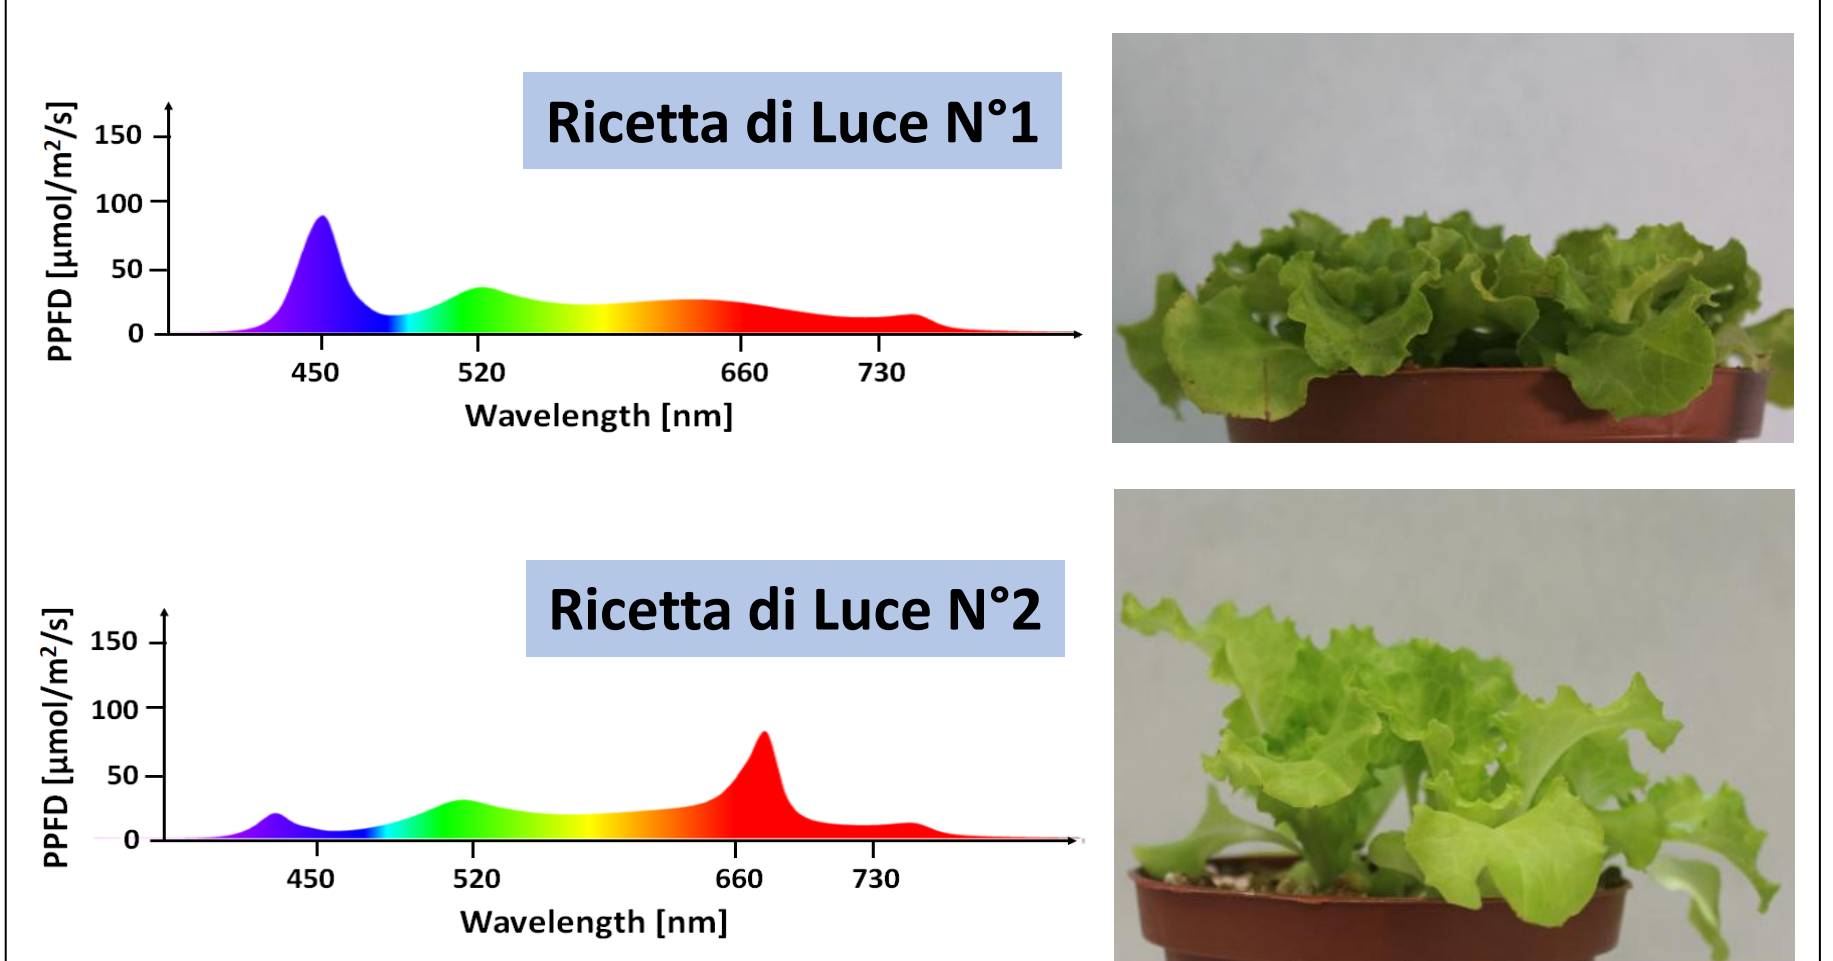 Ricetta di Luce N°1
PPFD [µmol/m²/s]
150
100
50
0
450 520 660 730
Wavelength [nm]
Ricetta di Luce N°2
PPFD [µmol/m²/s]
150
100
50
0
450 520 660 730
Wavelength [nm]